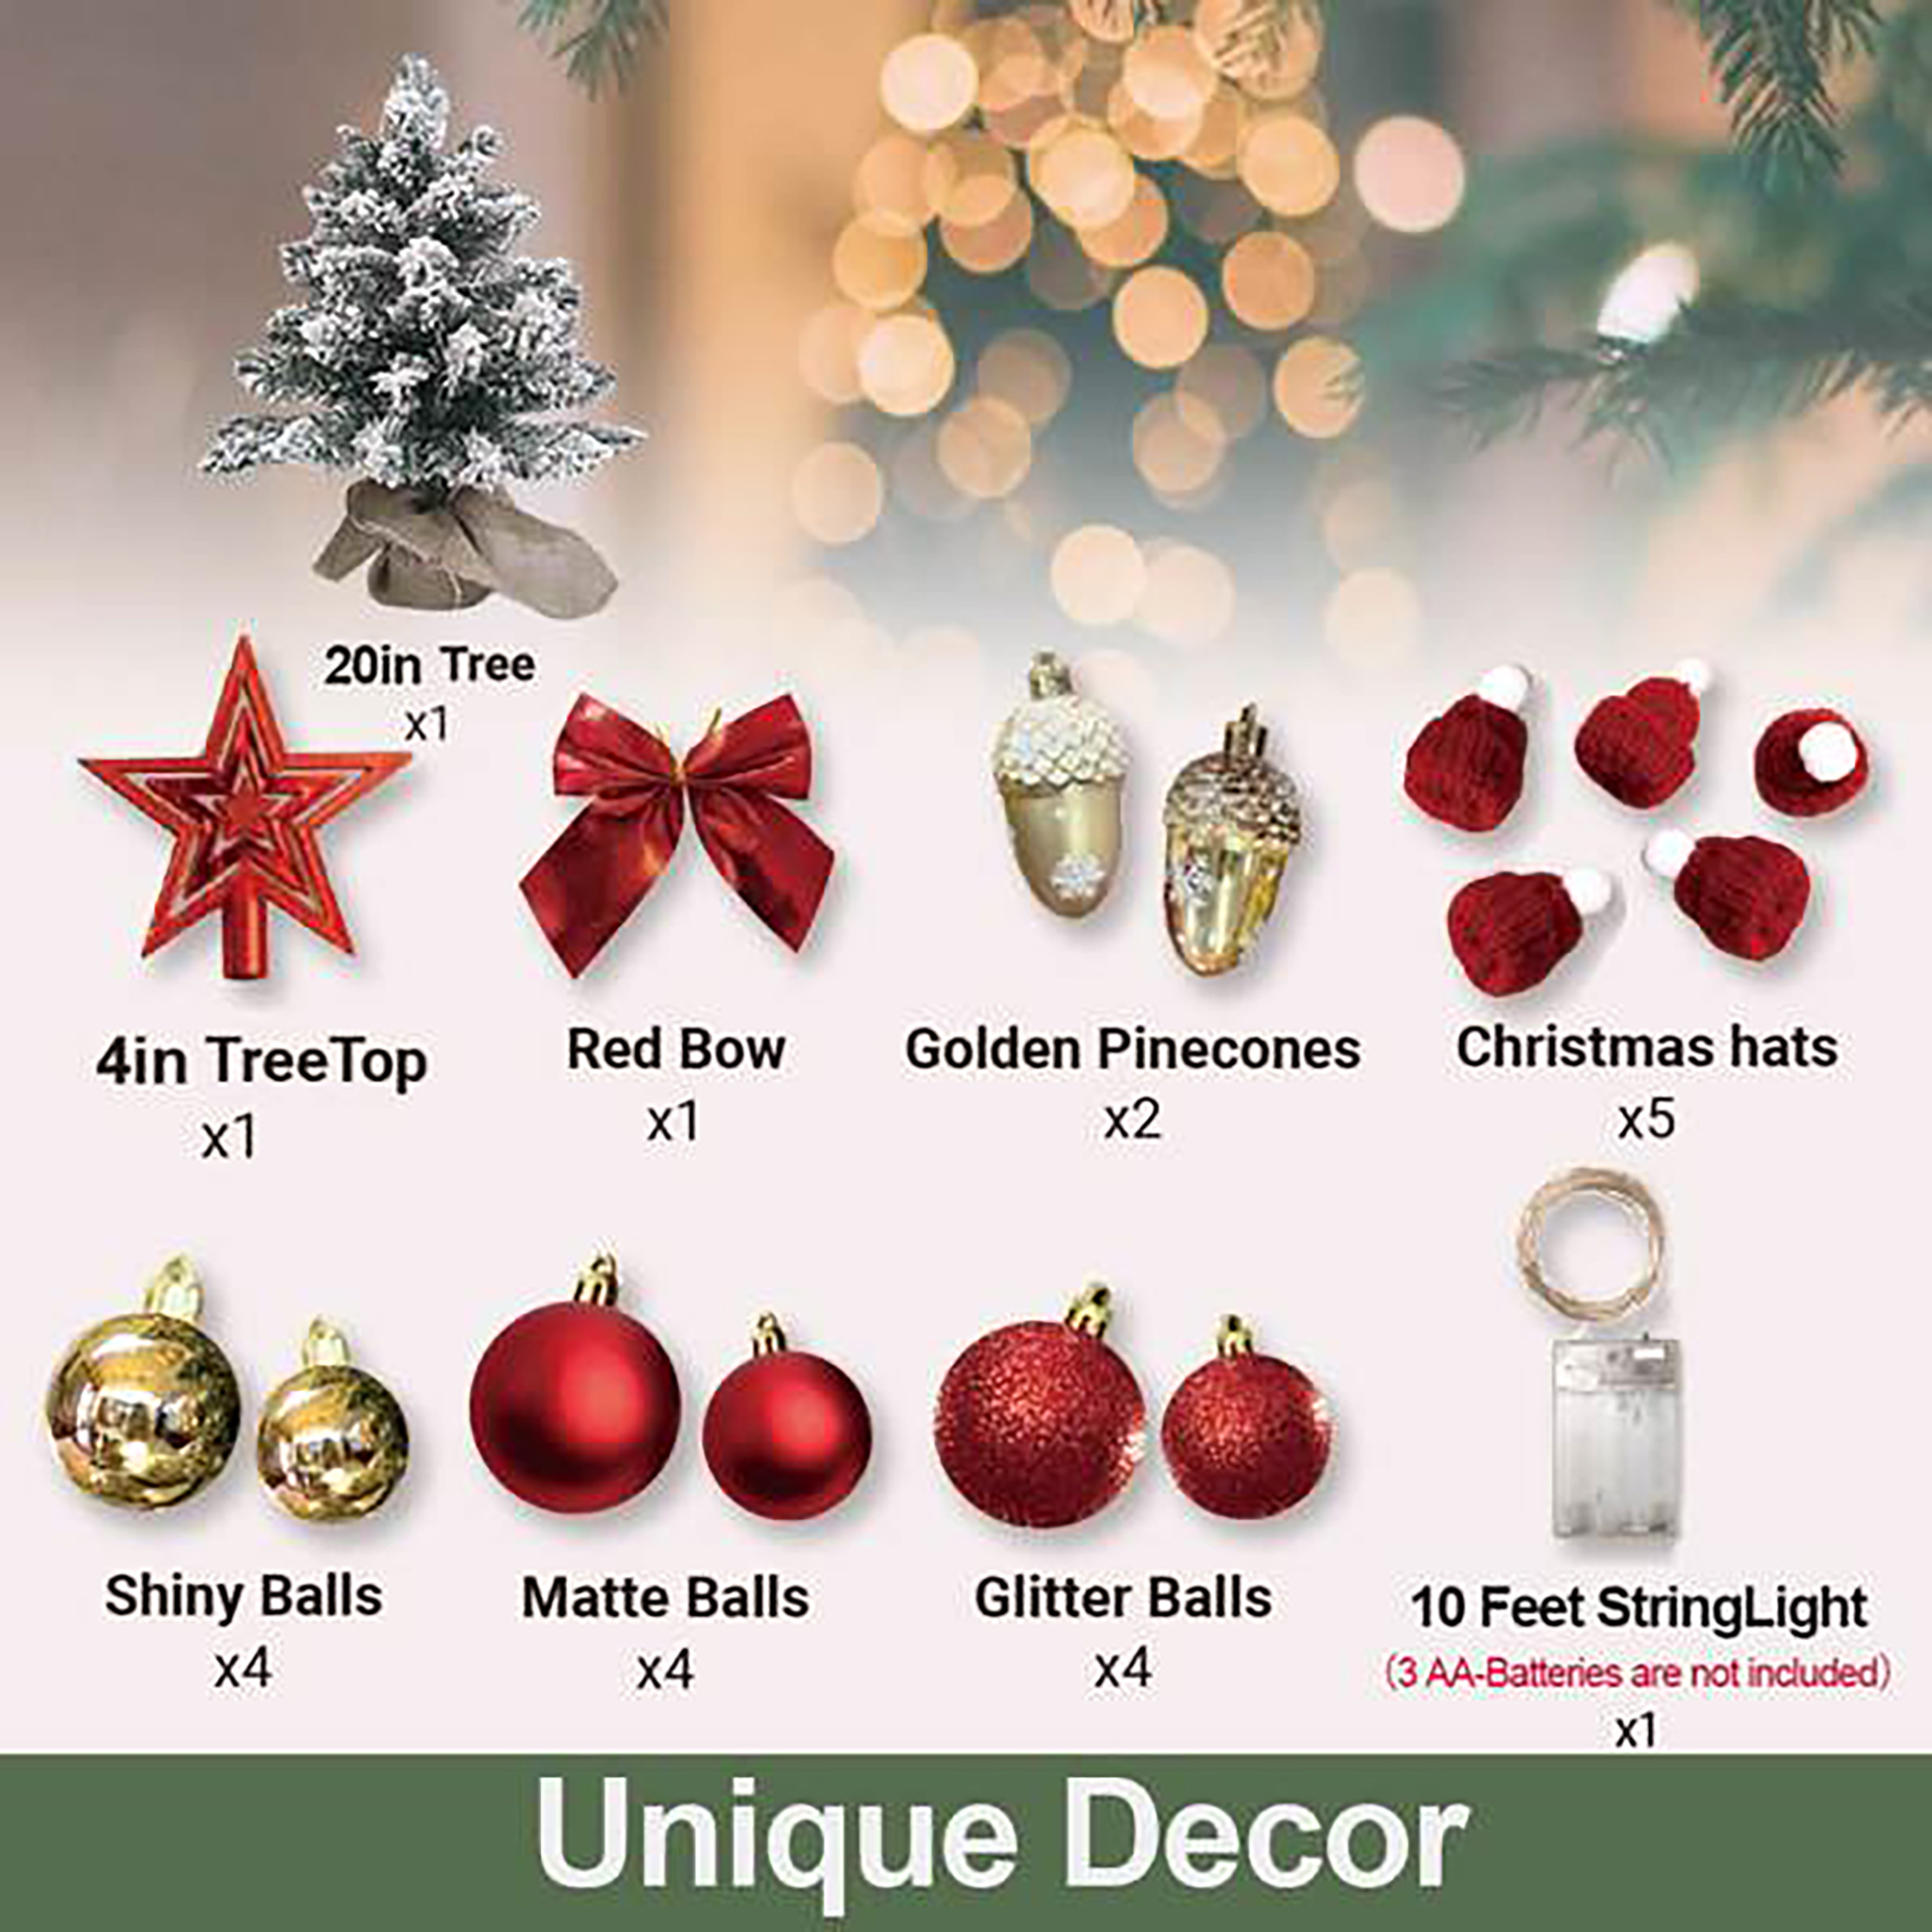 20in Tree
x1
4in TreeTop
x1
Red Bow
x1
Golden Pinecones
x2
Christmas hats
x5
Shiny Balls
x4
Matte Balls
x4
Glitter Balls
x4
10 Feet StringLight
(3 AA-Batteries are not included)
x1
Unique Decor